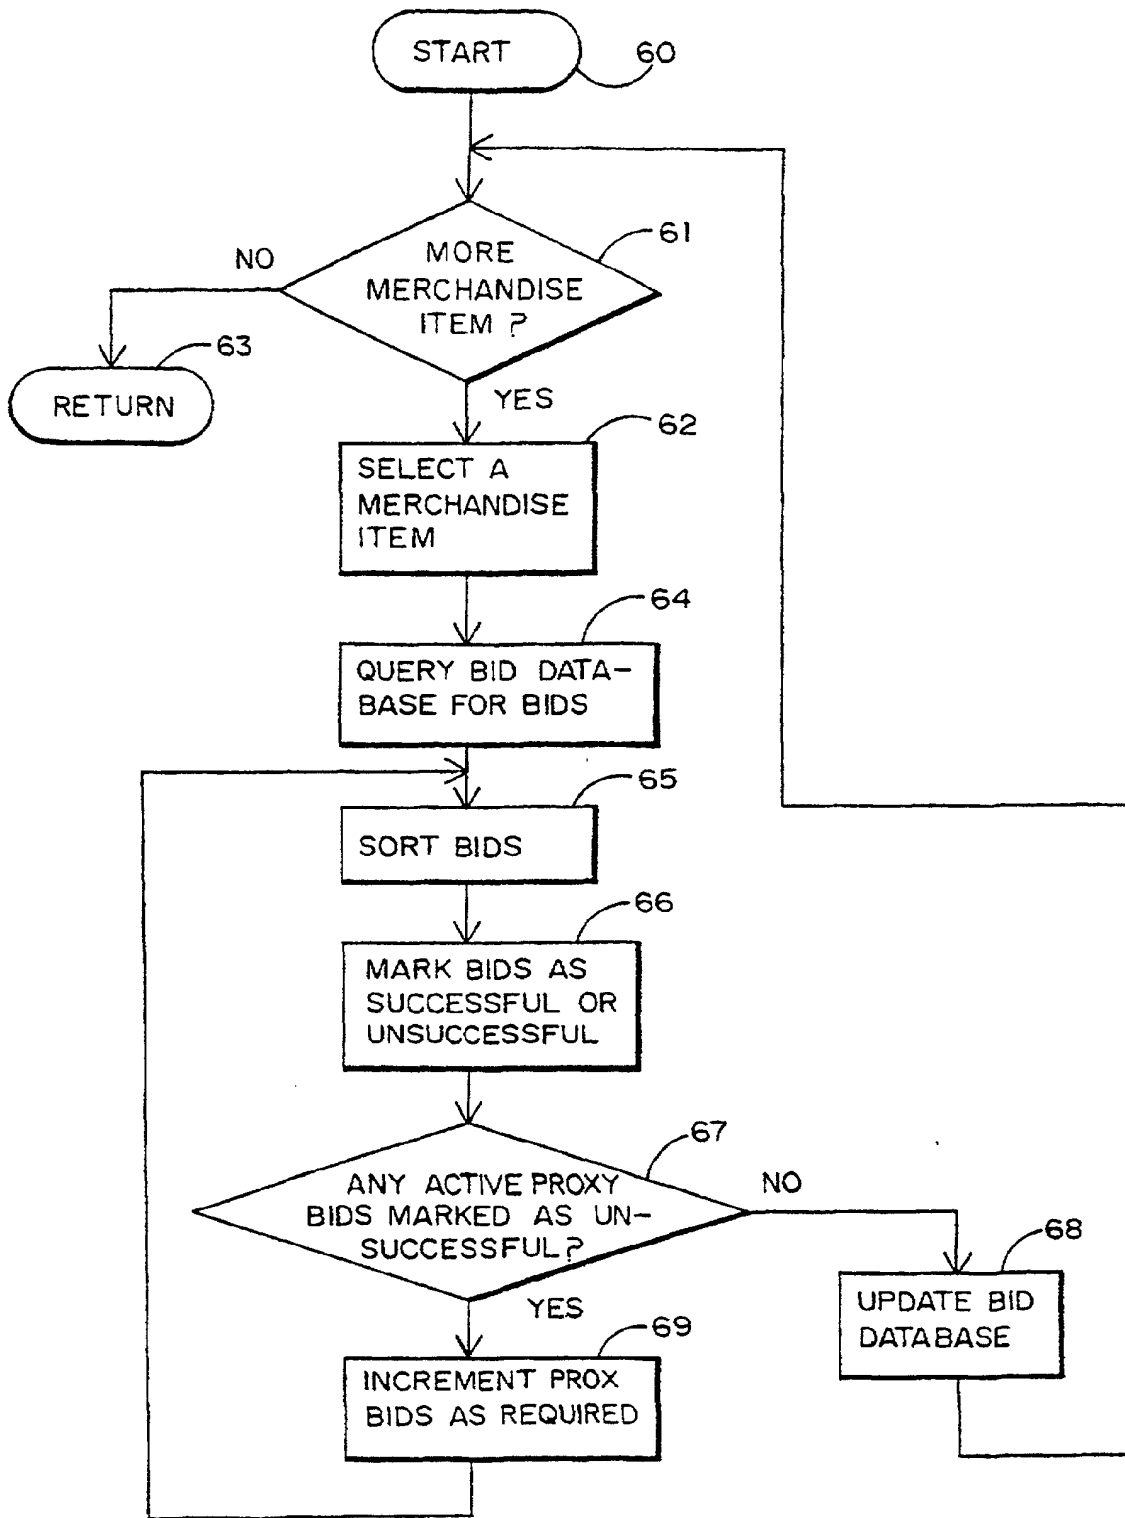 START
60
61
MORE
MERCHANDISE
ITEM ?
NO
63
RETURN
YES
62
SELECT A
MERCHANDISE
ITEM
64
QUERY BID DATA-
BASE FOR BIDS
65
SORT BIDS
66
MARK BIDS AS
SUCCESSFUL OR
UNSUCCESSFUL
67
ANY ACTIVE PROXY
BIDS MARKED AS UN-
SUCCESSFUL?
NO
68
UPDATE BID
DATABASE
YES
69
INCREMENT PROX
BIDS AS REQUIRED